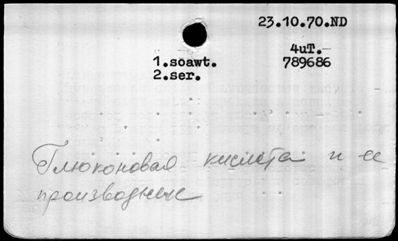 23.10.70.ND
4uT.
1.soawt. 789686
2.ser.
Глюконовая кислота и ее
производные